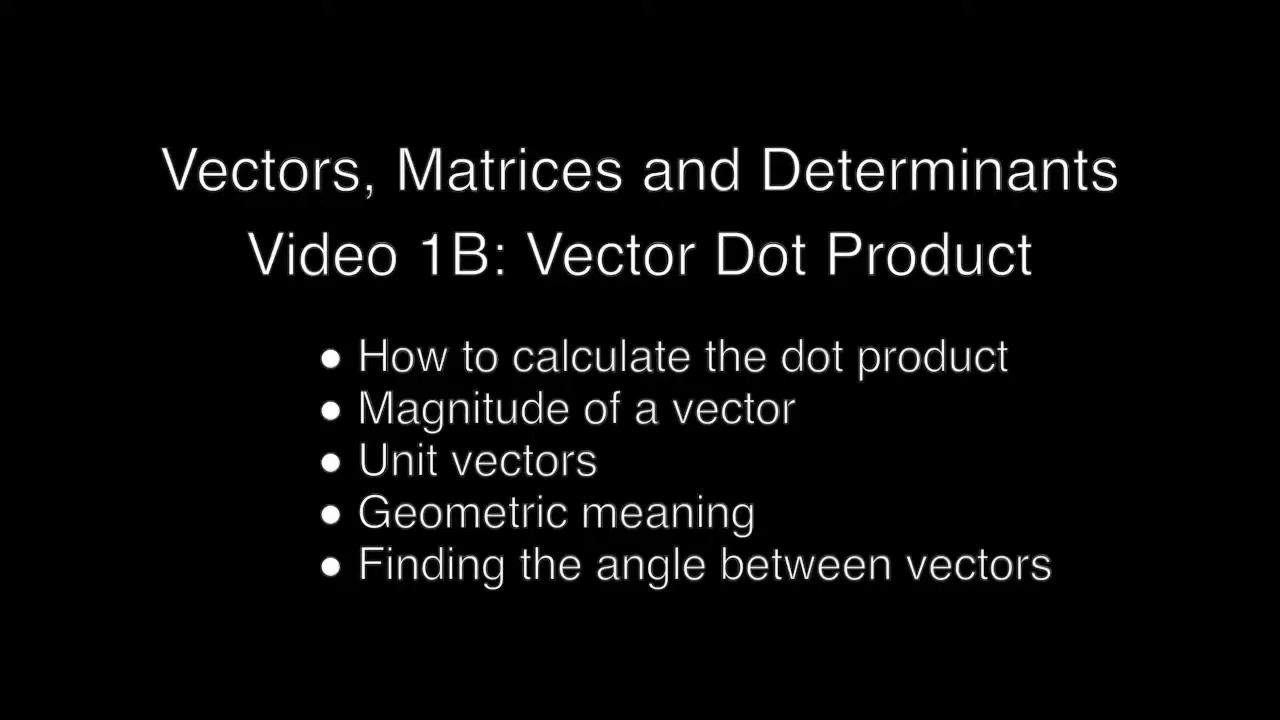 Vectors, Matrices and Determinants
Video 1B: Vector Dot Product
● How to calculate the dot product
● Magnitude of a vector
● Unit vectors
● Geometric meaning
● Finding the angle between vectors